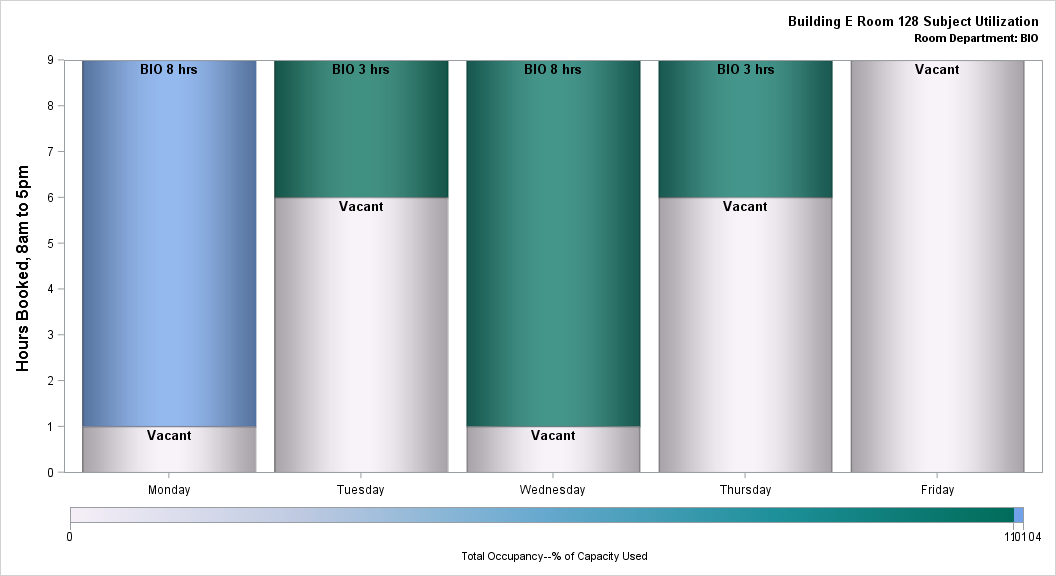 Building E Room 128 Subject Utilization
Room Department: BIO
Hours Booked, 8am to 5pm
9
8
7
6
5
4
3
2
1
0
BIO 8 hrs
Vacant
BIO 3 hrs
Vacant
BIO 8 hrs
Vacant
BIO 3 hrs
Vacant
Vacant
Monday Tuesday Wednesday Thursday Friday
0
Total Occupancy--% of Capacity Used